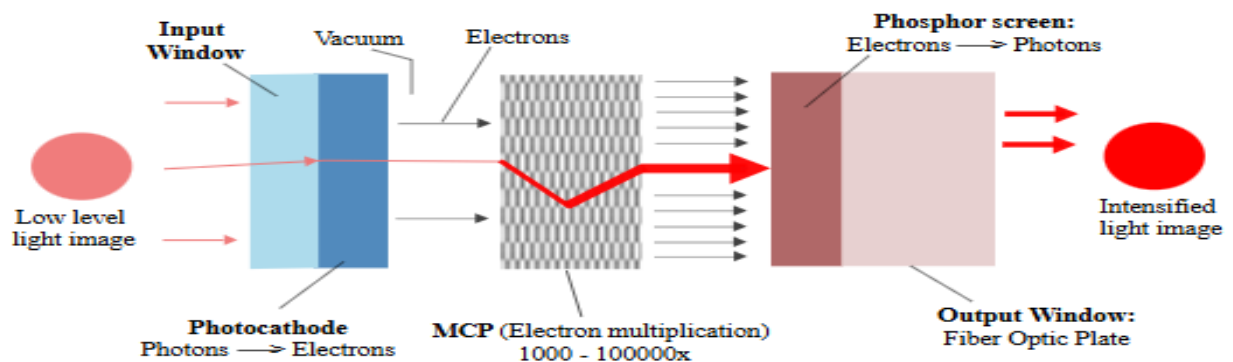 Input
Window
Vacuum
Electrons
Phosphor screen:
Electrons → Photons
Low level
light image
Intensified
light image
Photocathode
Photons → Electrons
MCP (Electron multiplication)
1000 - 100000x
Output Window:
Fiber Optic Plate